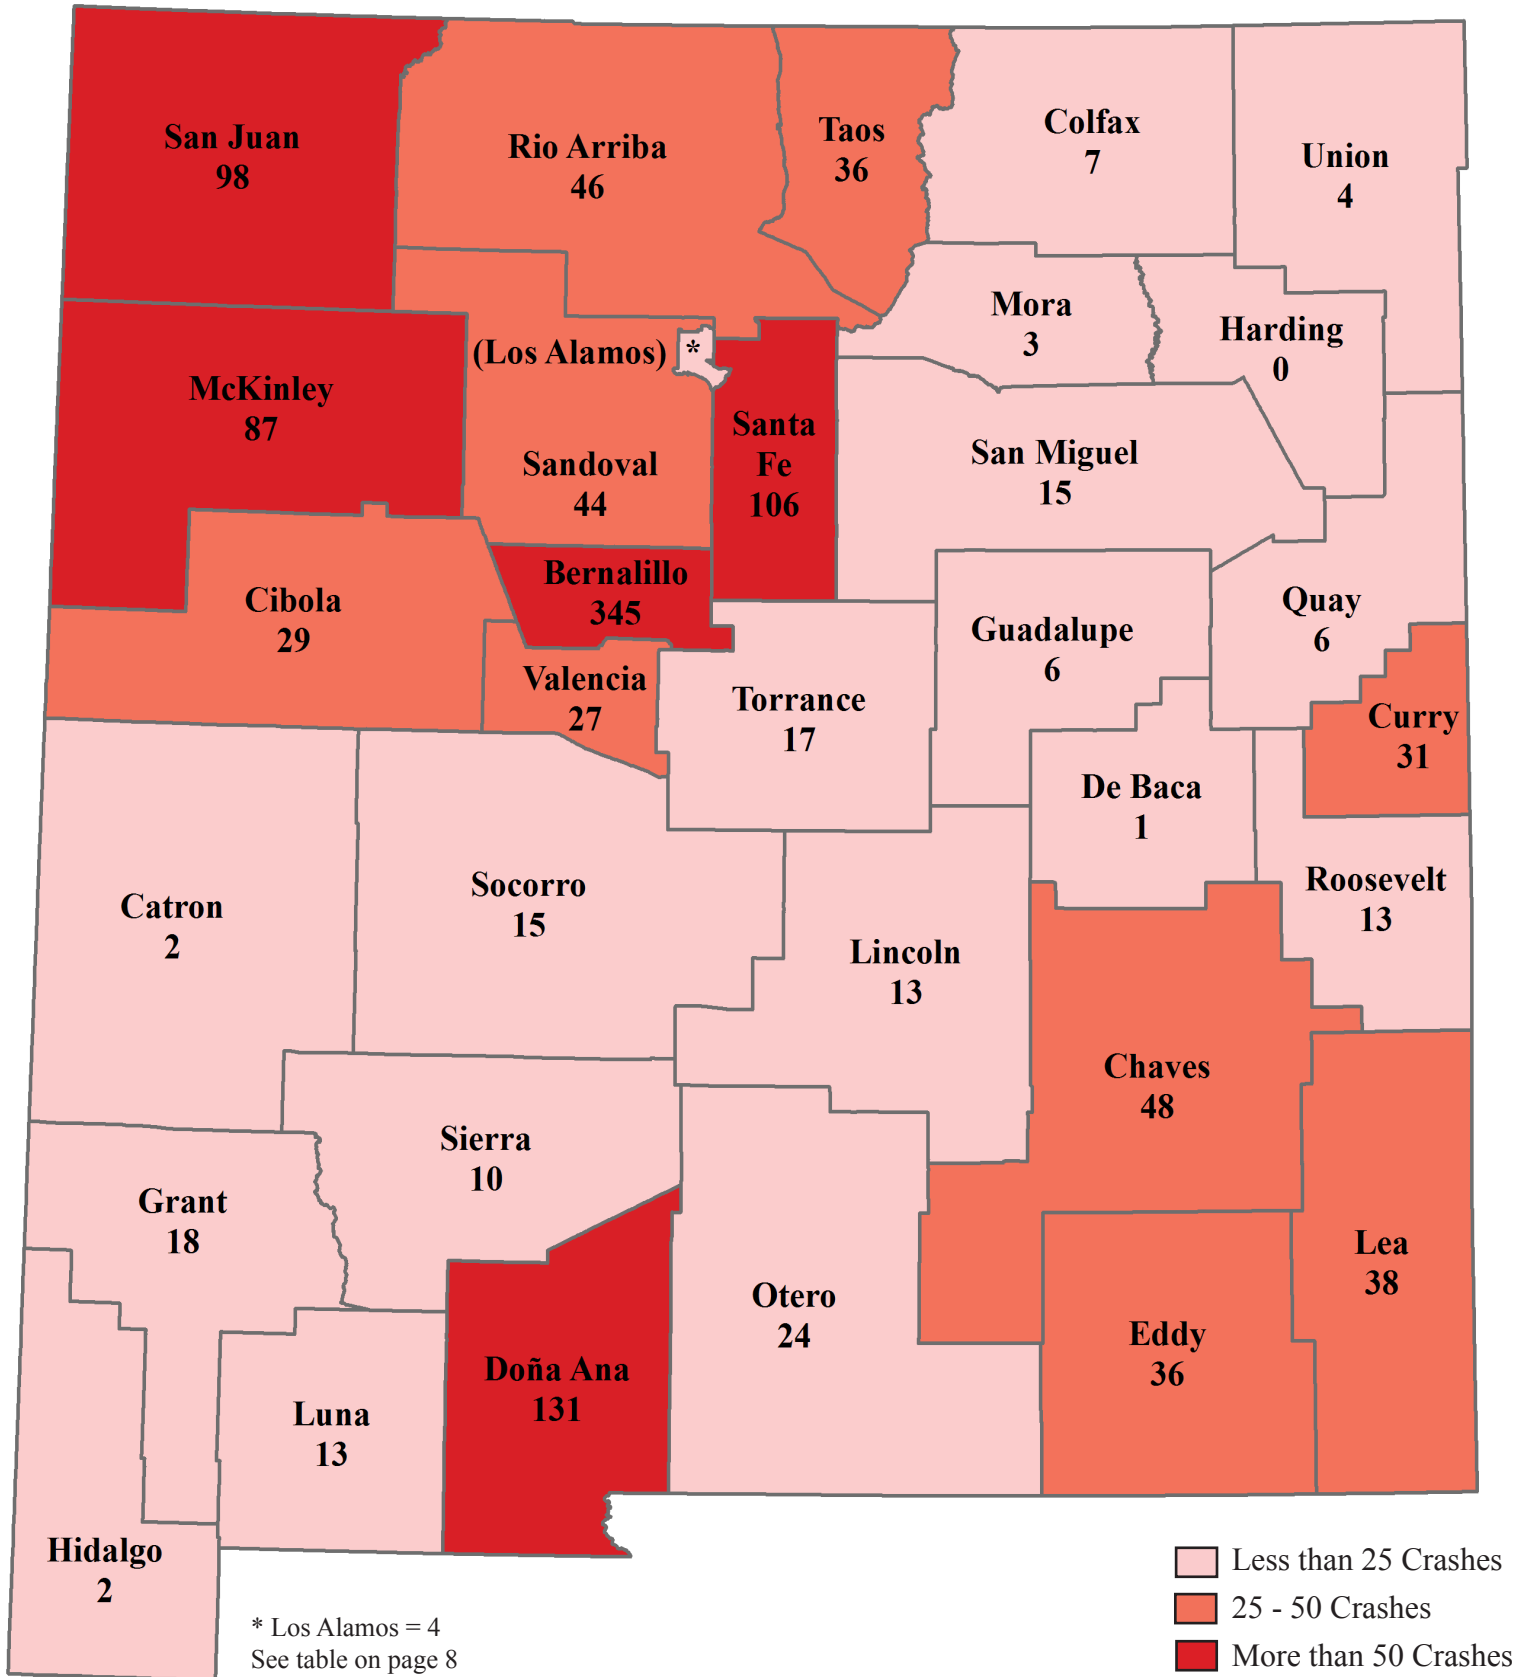 San Juan
98
Rio Arriba
46
Taos
36
Colfax
7
Union
4
Mora
3
Harding
0
(Los Alamos)
*
McKinley
87
Sandoval
44
Santa
Fe
106
San Miguel
15
Bernalillo
345
Cibola
29
Quay
6
Guadalupe
6
Valencia
27
Torrance
17
Curry
31
De Baca
1
Roosevelt
13
Catron
2
Socorro
15
Lincoln
13
Chaves
48
Sierra
10
Grant
18
Lea
38
Otero
24
Eddy
36
Doña Ana
131
Luna
13
Hidalgo
2
* Los Alamos = 4
See table on page 8
Less than 25 Crashes
25 - 50 Crashes
More than 50 Crashes